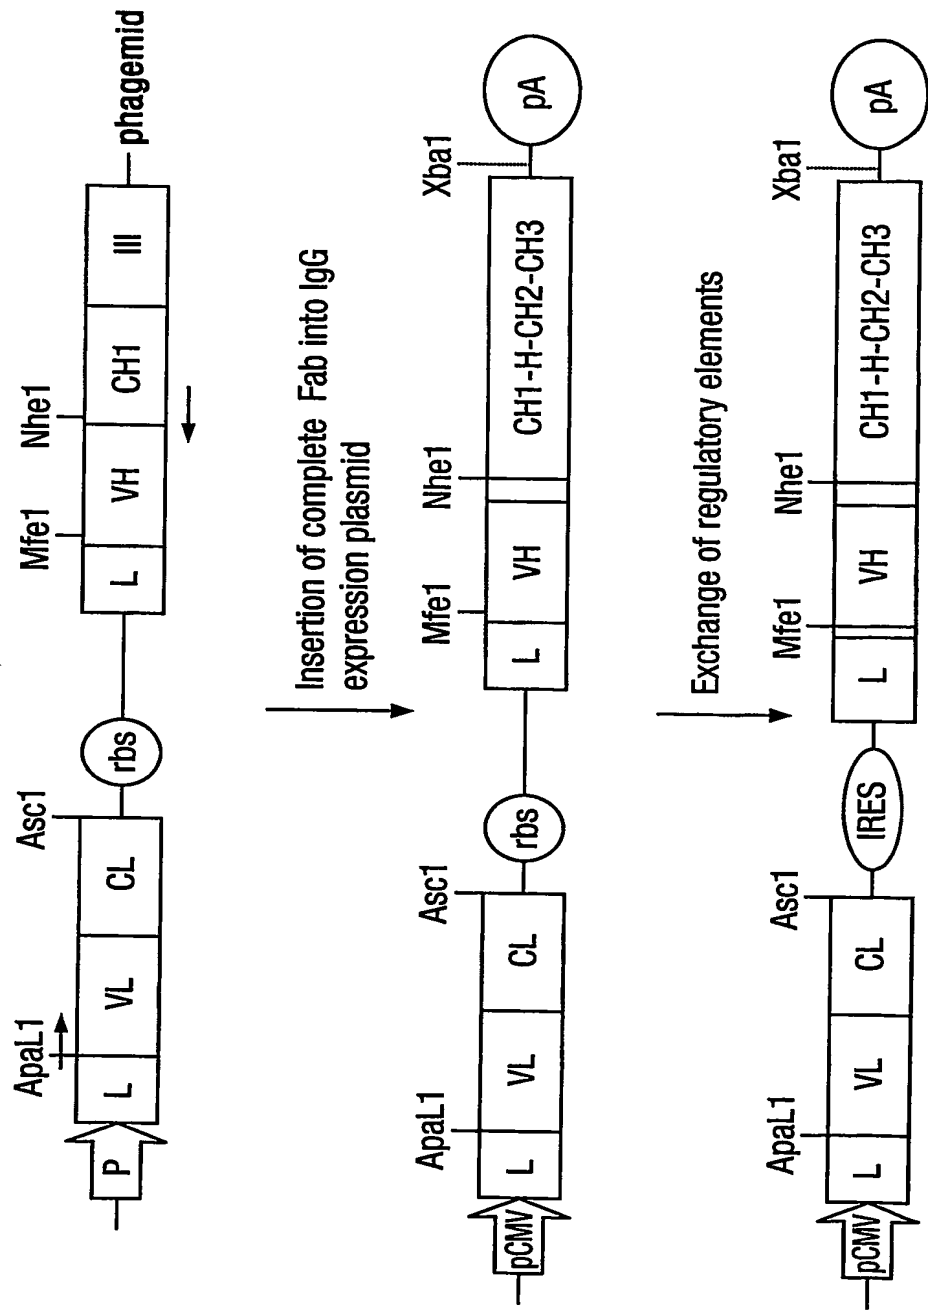 ApaL1
Asc1
Mfe1
Nhe1
P
L
VL
CL
rbs
L
VH
CH1
III
phagemid
Insertion of complete Fab into IgG
expression plasmid
ApaL1
Asc1
Mfe1
Nhe1
Xba1
pCMV
L
VL
CL
rbs
L
VH
CH1-H-CH2-CH3
pA
Exchange of regulatory elements
ApaL1
Asc1
Mfe1
Nhe1
Xba1
pCMV
L
VL
CL
IRES
L
VH
CH1-H-CH2-CH3
pA